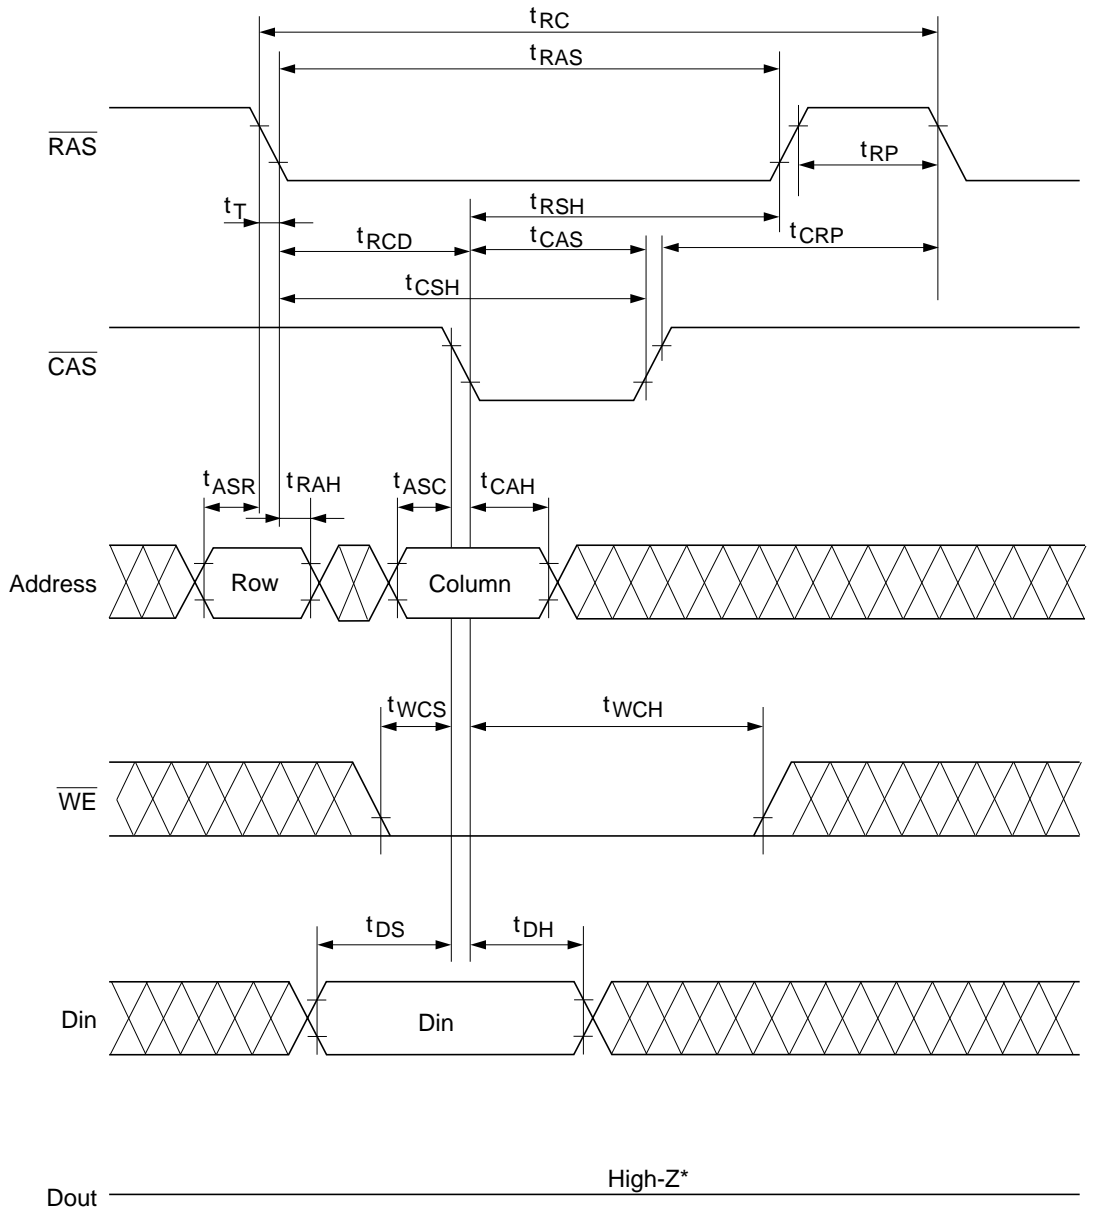 tRC
tRAS
RAS
tRP
tT
tRSH
tRCD
tCAS
tCRP
tCSH
CAS
tASR
tRAH
tASC
tCAH
Address
Row
Column
tWCS
tWCH
WE
tDS
tDH
Din
Din
High-Z*
Dout